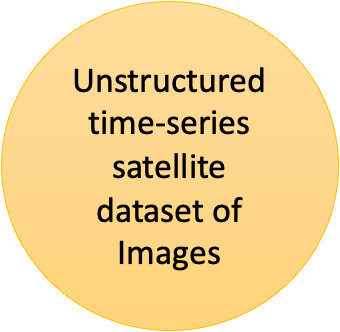 Unstructured
time-series
satellite
dataset of
Images